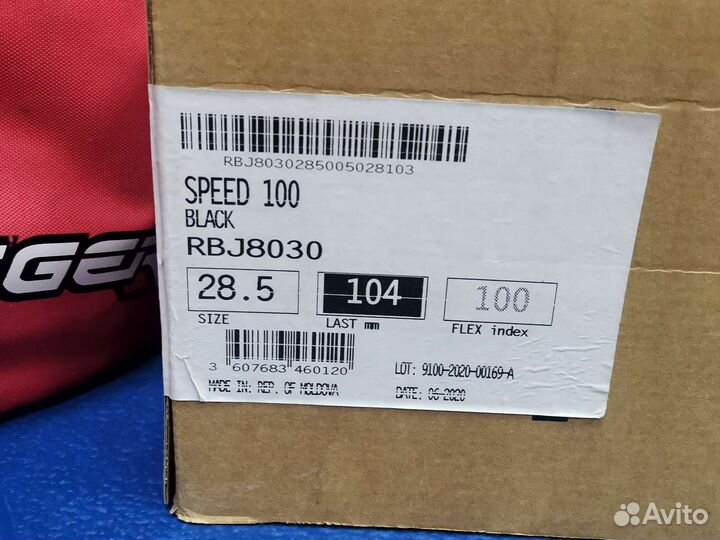 GER
RBJ8030285005028103
SPEED 100
BLACK
RBJ8030
28.5 104 100
SIZE LAST mm FLEX index
3 607683 460120
LOT: 9100-2020-00169-A
MADE IN: REP. OF MOLDOVA DATE: 06-2020
Avito